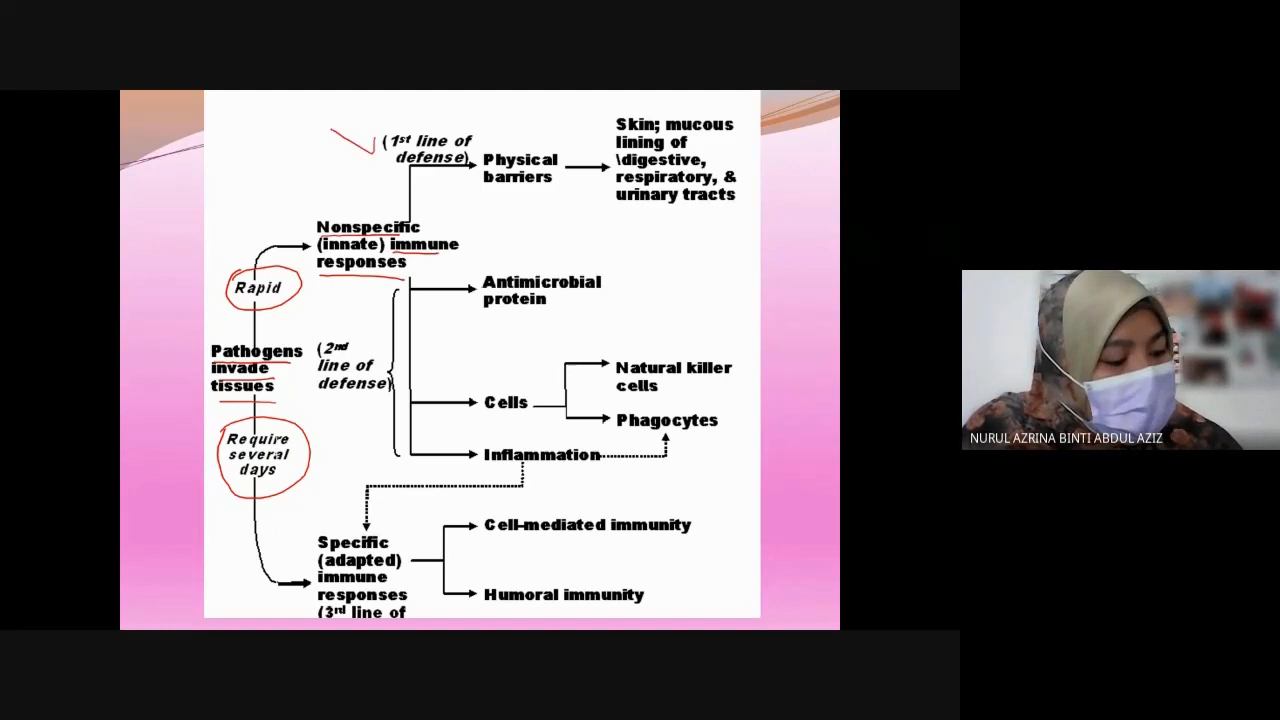 (1st line of
defense)
Physical
barriers
Skin; mucous
lining of
\digestive,
respiratory, &
urinary tracts
Nonspecific
(innate) immune
responses
Rapid
Antimicrobial
protein
Pathogens
invade
tissues
(2nd
line of
defense)
Cells
Natural killer
cells
Phagocytes
Require
several
days
Inflammation
Specific
(adapted)
immune
responses
(3rd line of
Cell-mediated immunity
Humoral immunity
NURUL AZRINA BINTI ABDUL AZIZ